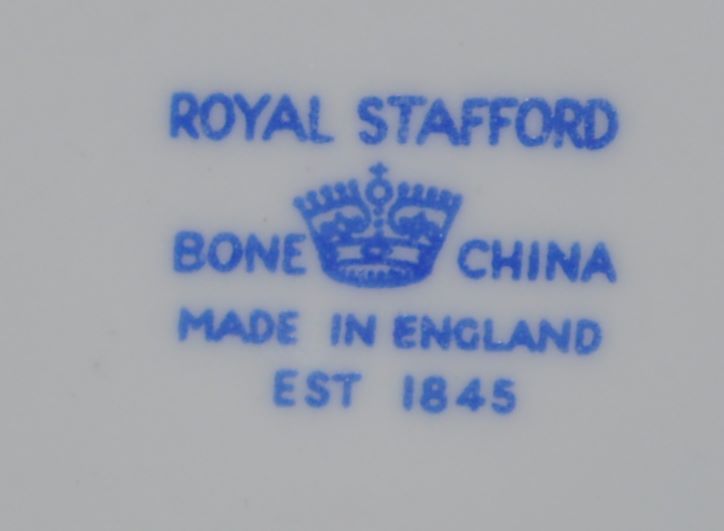 ROYAL STAFFORD
BONE CHINA
MADE IN ENGLAND
EST 1845